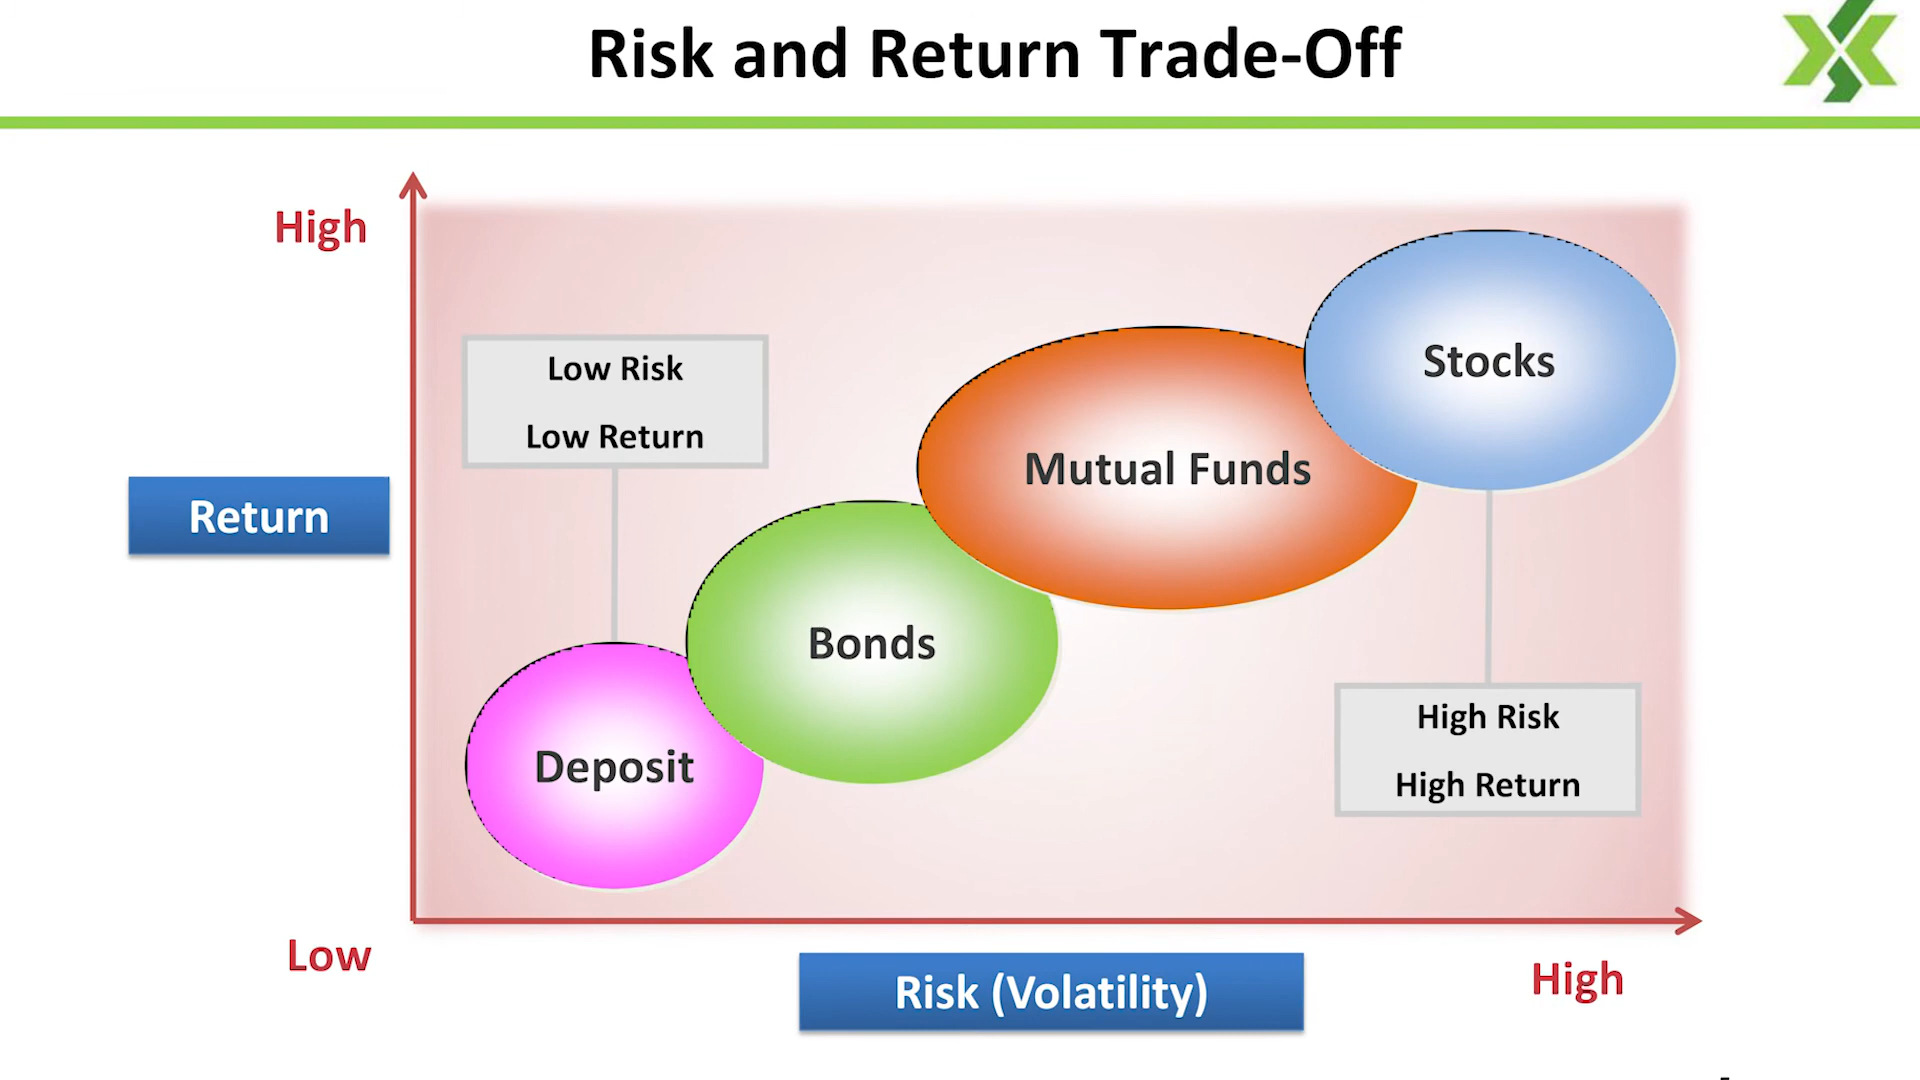 Risk and Return Trade-Off
High
Low Risk
Low Return
Return
Stocks
Mutual Funds
Bonds
Deposit
High Risk
High Return
Low
Risk (Volatility)
High